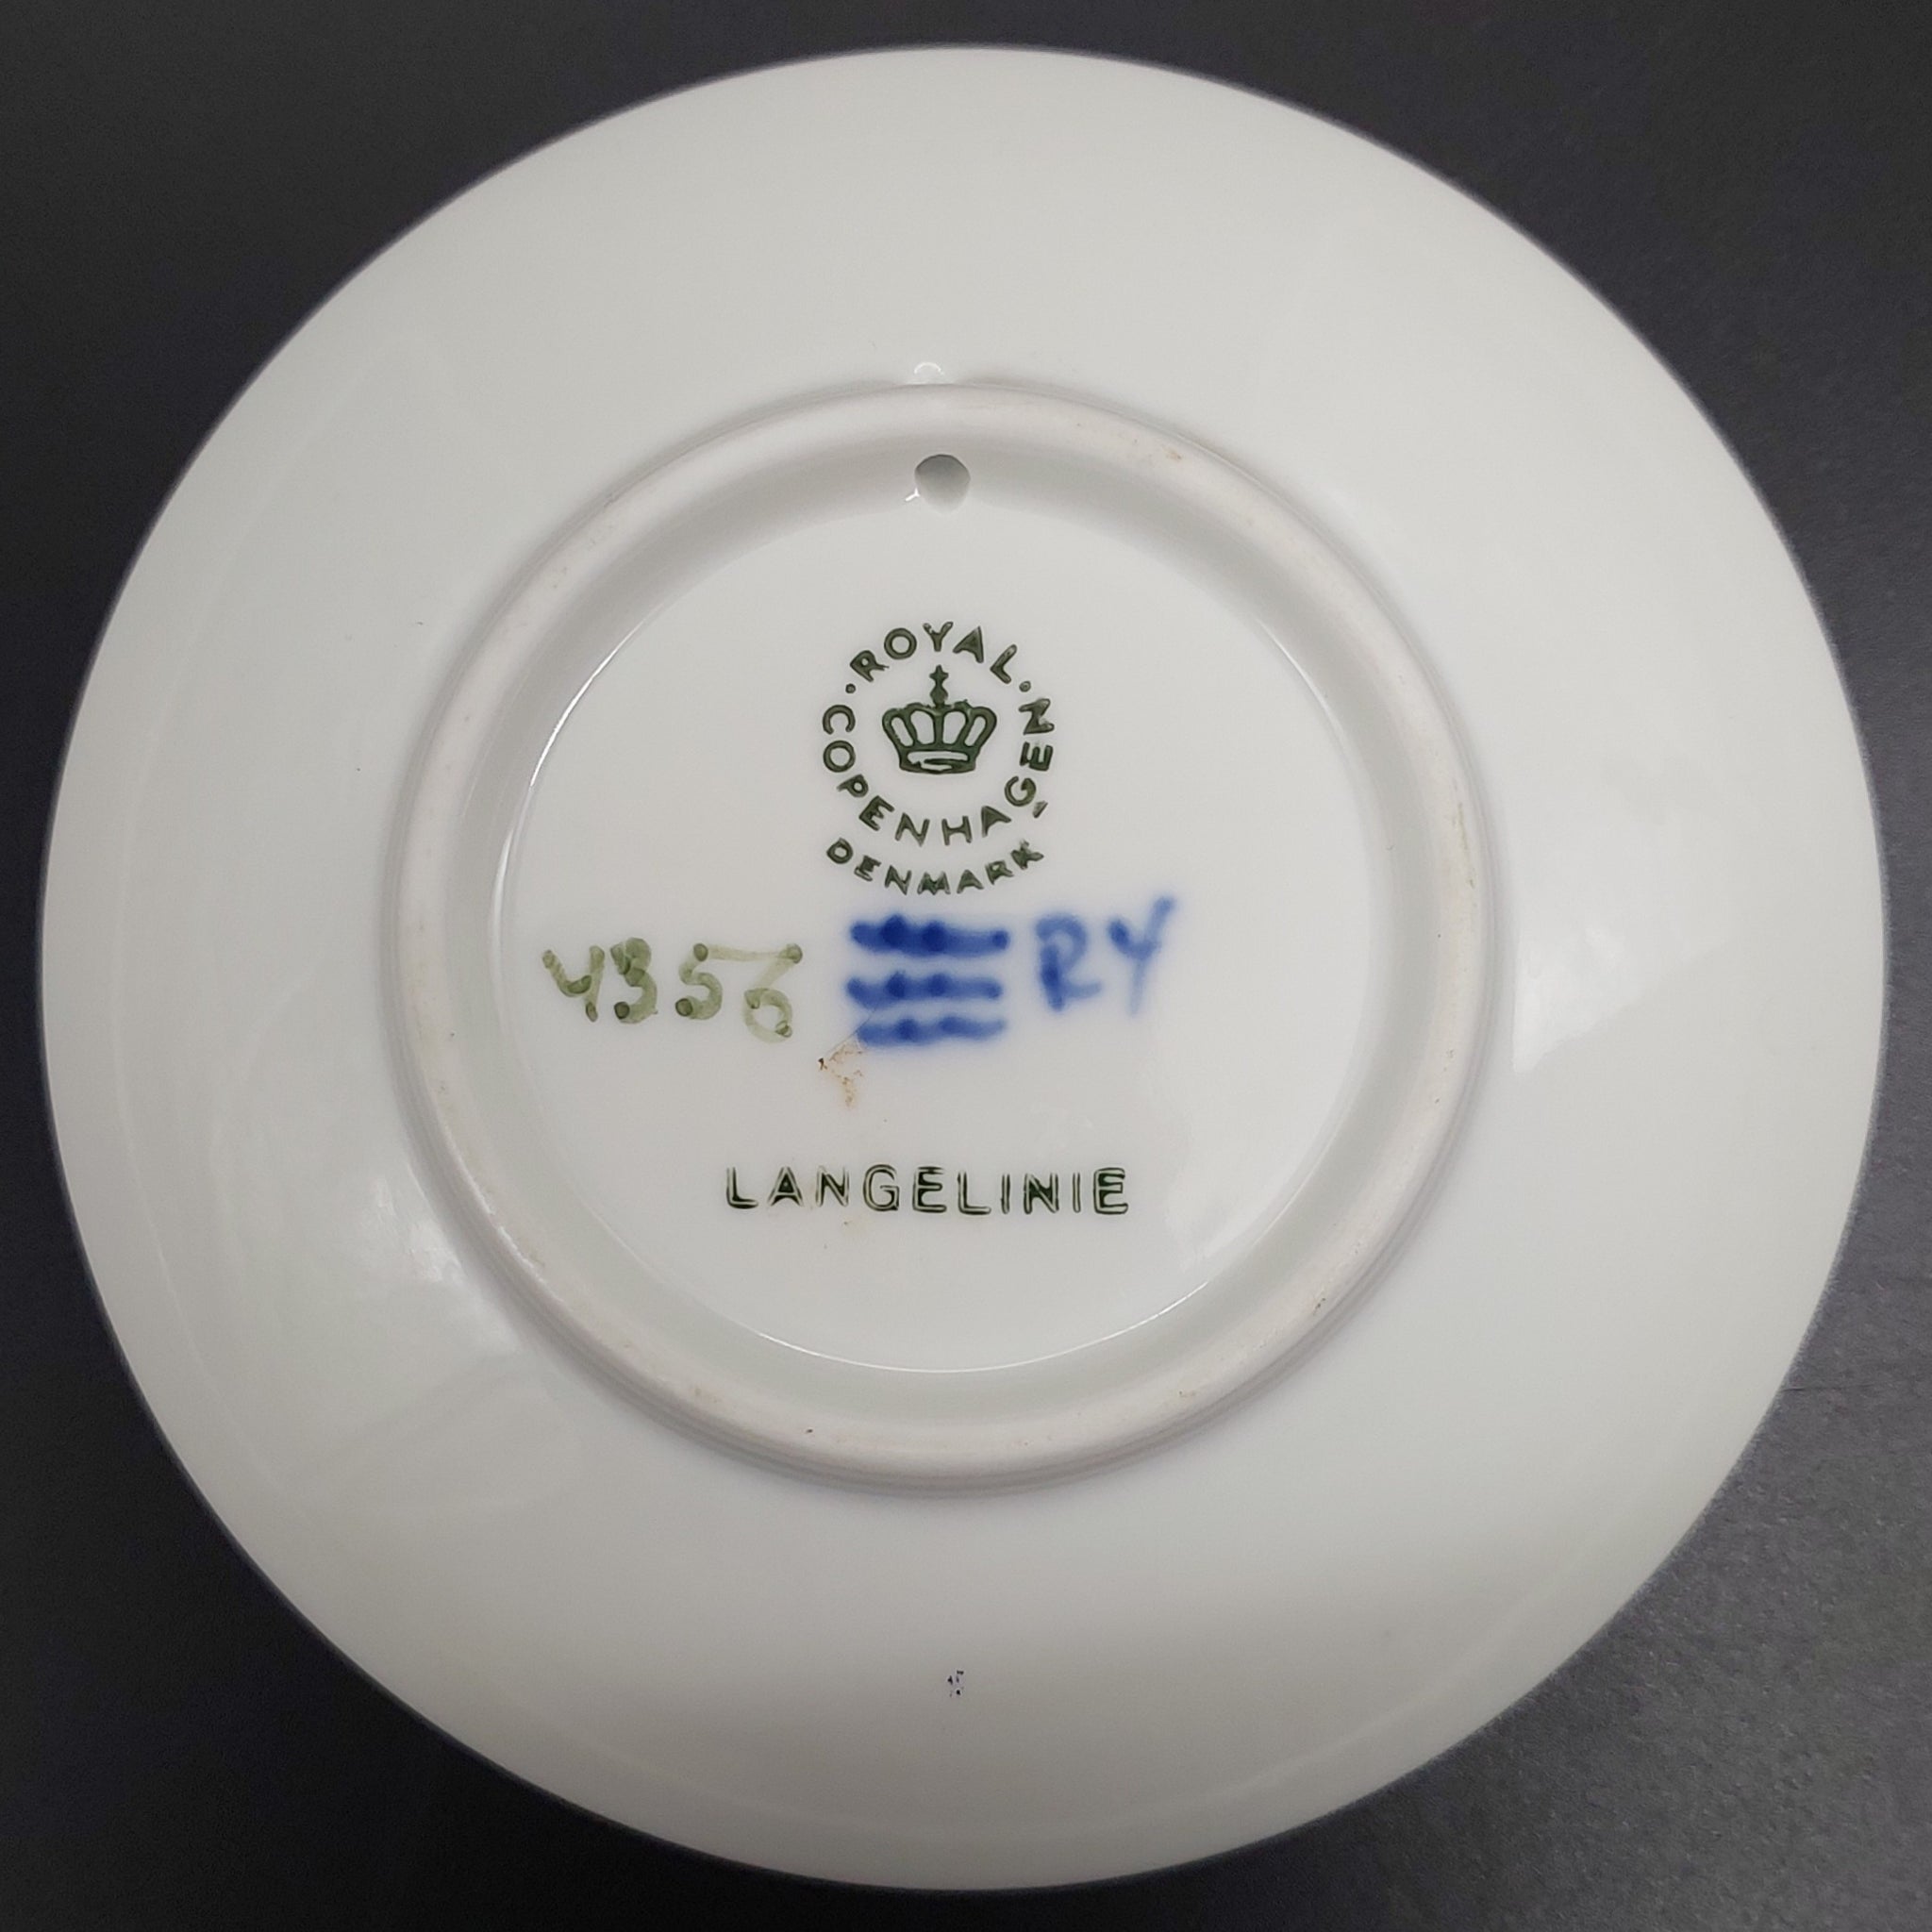 ROYAL
COPENHAGEN
DENMARK
4356 RY
LANGELINIE